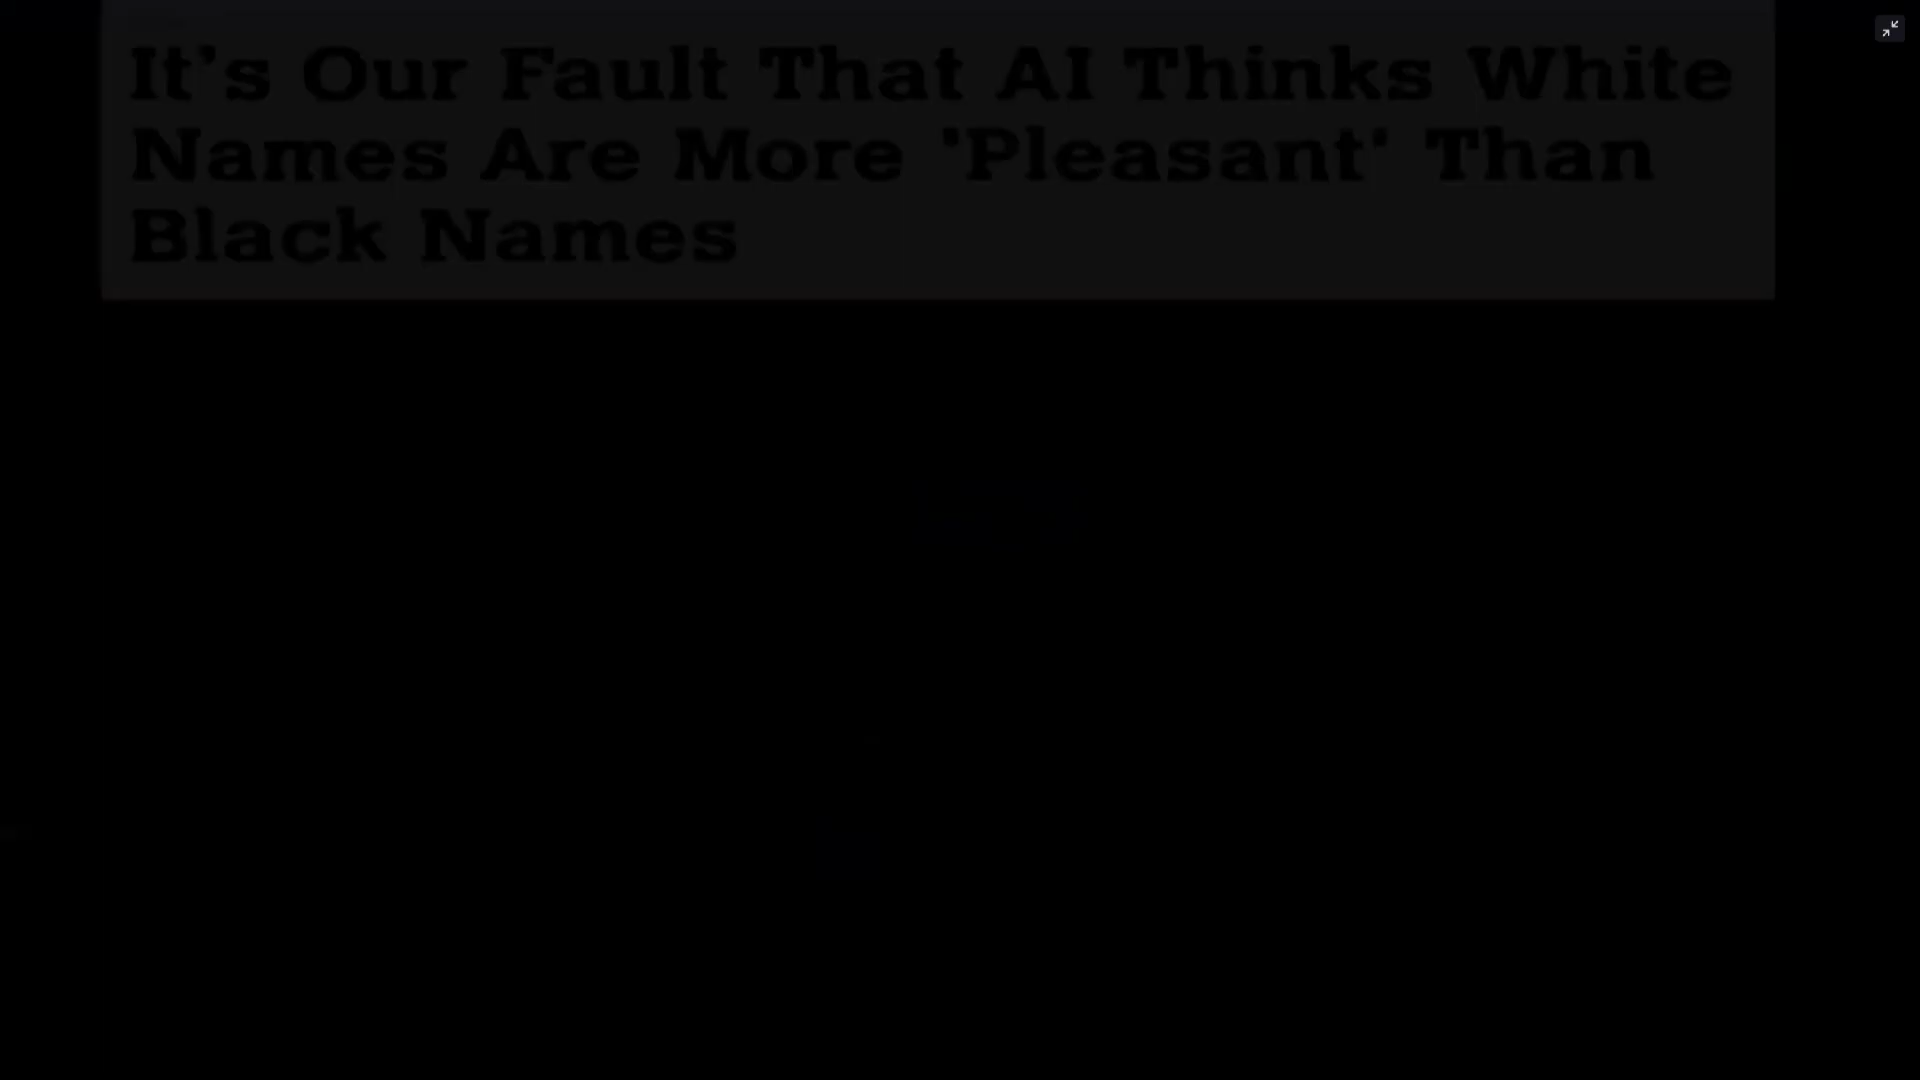 It's Our Fault That AI Thinks White
Names Are More 'Pleasant' Than
Black Names